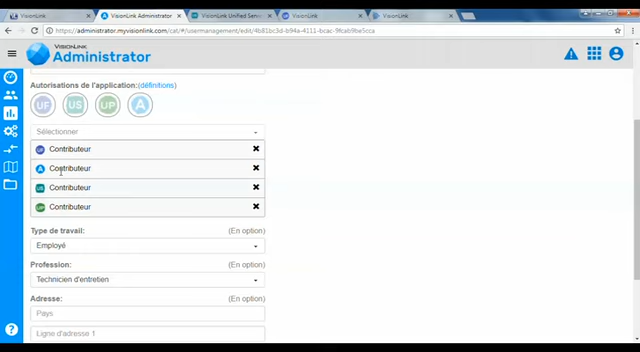 VisionLink
VisionLink Administrator
VisionLink Unified Servi
VisionLink
VisionLink
https://administrator.myvisionlink.com/cat/#/usermanagement/edit/4b81bc3d-b94a-4111-bcac-9fcab9be5cca
VISIONLINK
Administrator
Autorisations de l'application:(définitions)
UF US UP A
Sélectionner
UF Contributeur
A Contributeur
US Contributeur
UP Contributeur
Type de travail: (En option)
Employé
Profession: (En option)
Technicien d'entretien
Adresse: (En option)
Pays
Ligne d'adresse 1